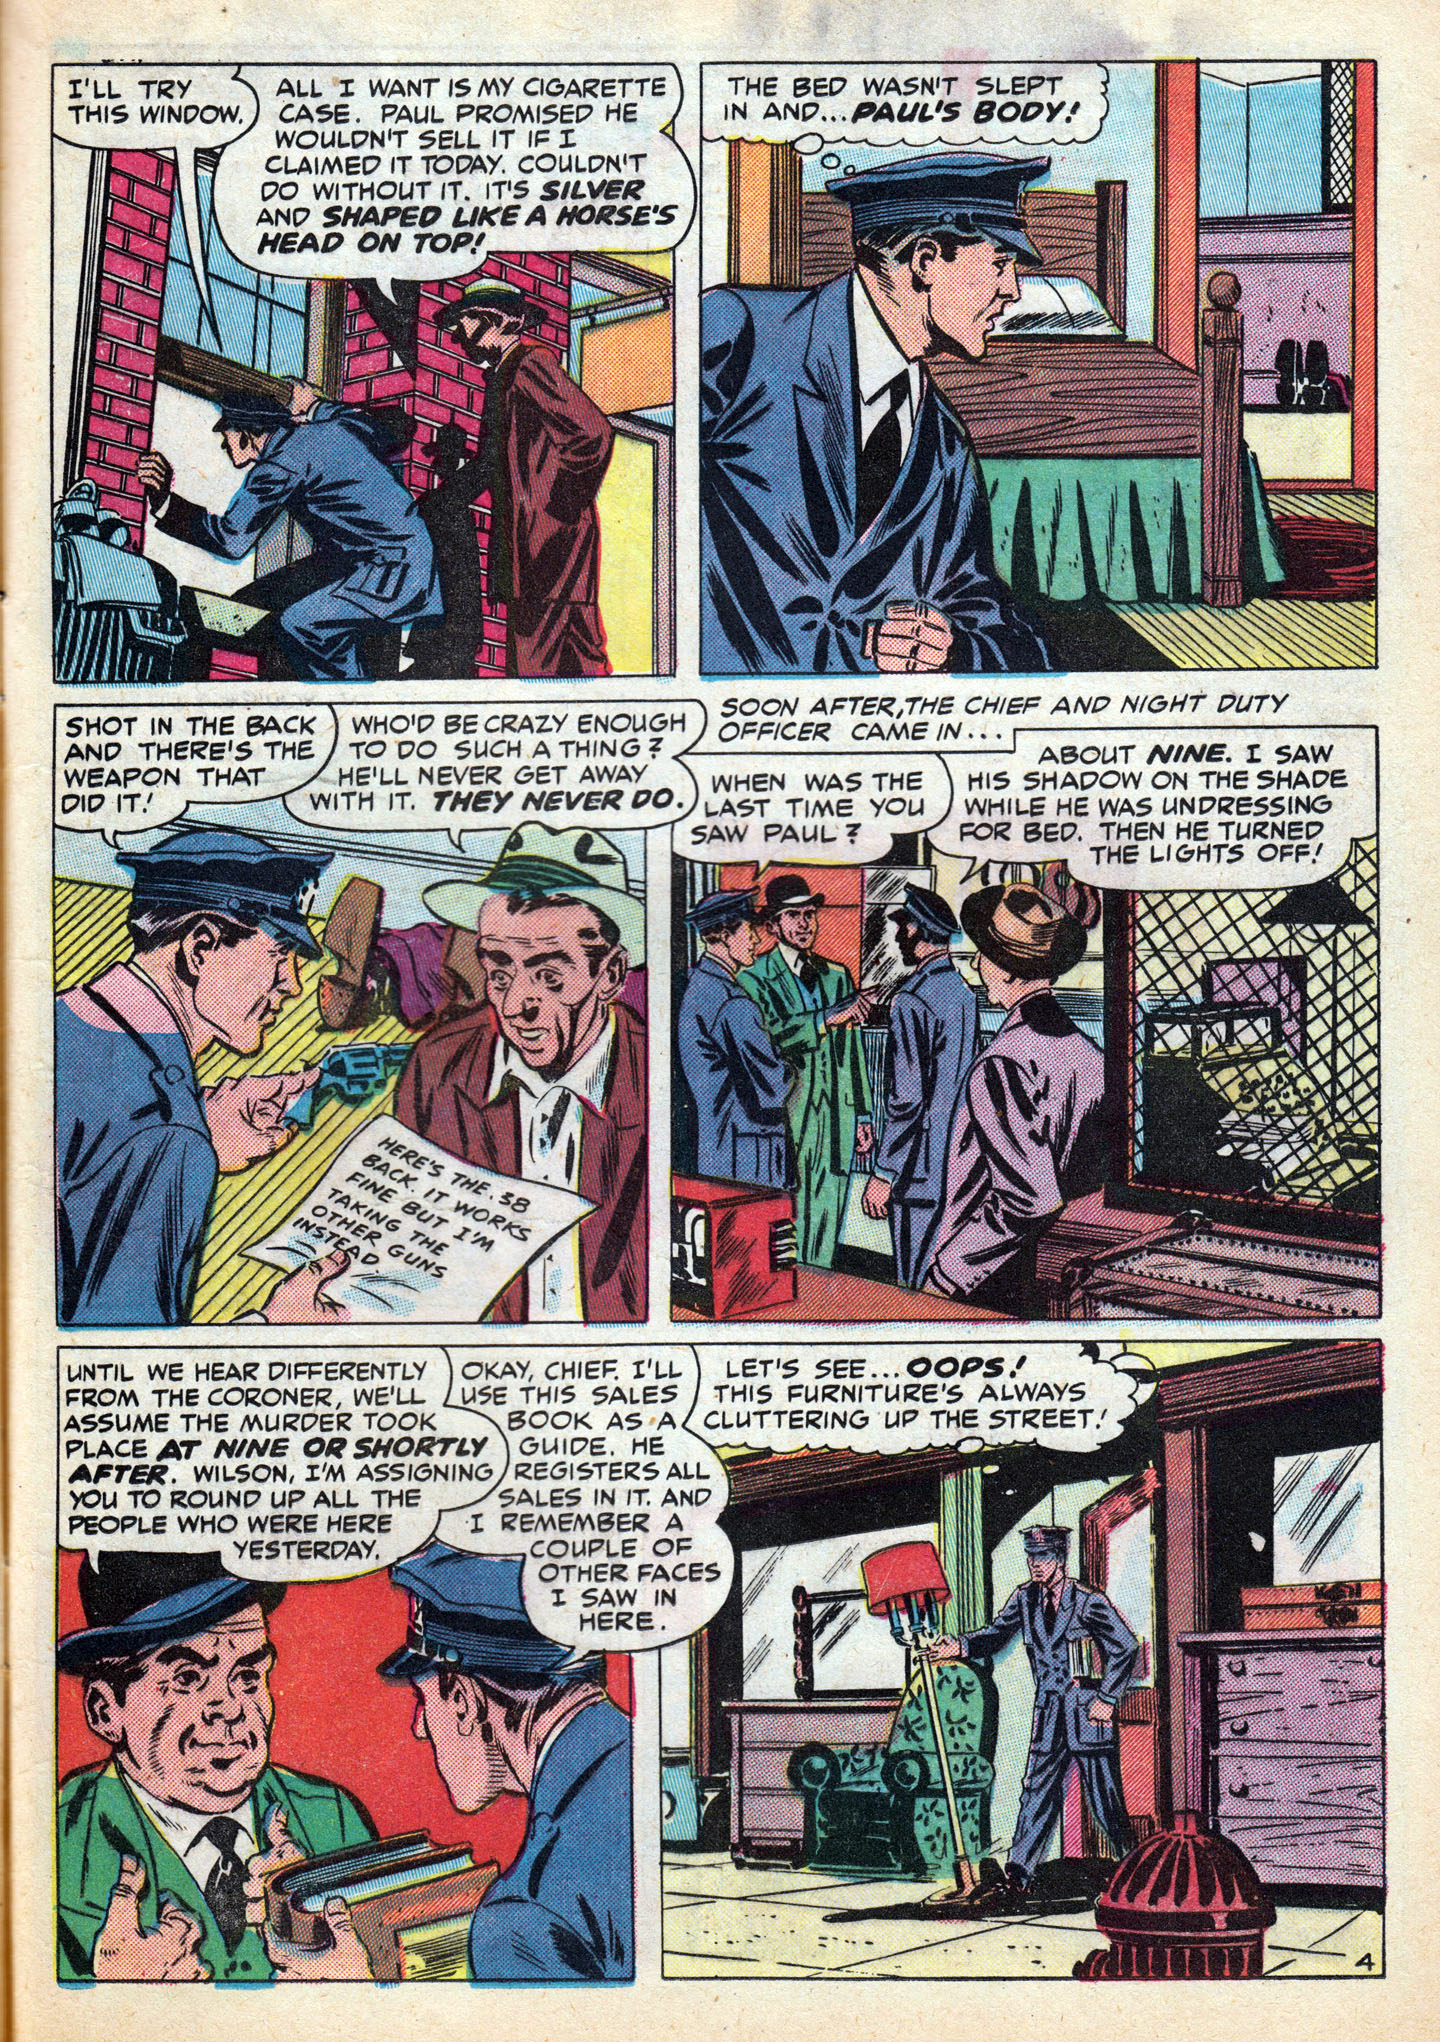 I'LL TRY
THIS WINDOW.
ALL I WANT IS MY CIGARETTE
CASE. PAUL PROMISED HE
WOULDN'T SELL IT IF I
CLAIMED IT TODAY. COULDN'T
DO WITHOUT IT. IT'S SILVER
AND SHAPED LIKE A HORSE'S
HEAD ON TOP!
THE BED WASN'T SLEPT
IN AND... PAUL'S BODY!
SHOT IN THE BACK
AND THERE'S THE
WEAPON THAT
DID IT!
WHO'D BE CRAZY ENOUGH
TO DO SUCH A THING?
HE'LL NEVER GET AWAY
WITH IT. THEY NEVER DO.
HERE'S THE .38
BACK. IT WORKS
FINE BUT I'M
TAKING THE
OTHER GUNS
INSTEAD.
SOON AFTER, THE CHIEF AND NIGHT DUTY
OFFICER CAME IN...
WHEN WAS THE
LAST TIME YOU
SAW PAUL?
ABOUT NINE. I SAW
HIS SHADOW ON THE SHADE
WHILE HE WAS UNDRESSING
FOR BED. THEN HE TURNED
THE LIGHTS OFF!
UNTIL WE HEAR DIFFERENTLY
FROM THE CORONER, WE'LL
ASSUME THE MURDER TOOK
PLACE AT NINE OR SHORTLY
AFTER. WILSON, I'M ASSIGNING
YOU TO ROUND UP ALL THE
PEOPLE WHO WERE HERE
YESTERDAY.
OKAY, CHIEF. I'LL
USE THIS SALES
BOOK AS A
GUIDE. HE
REGISTERS ALL
SALES IN IT. AND
I REMEMBER A
COUPLE OF
OTHER FACES
I SAW IN
HERE.
LET'S SEE... OOPS!
THIS FURNITURE'S ALWAYS
CLUTTERING UP THE STREET!
4